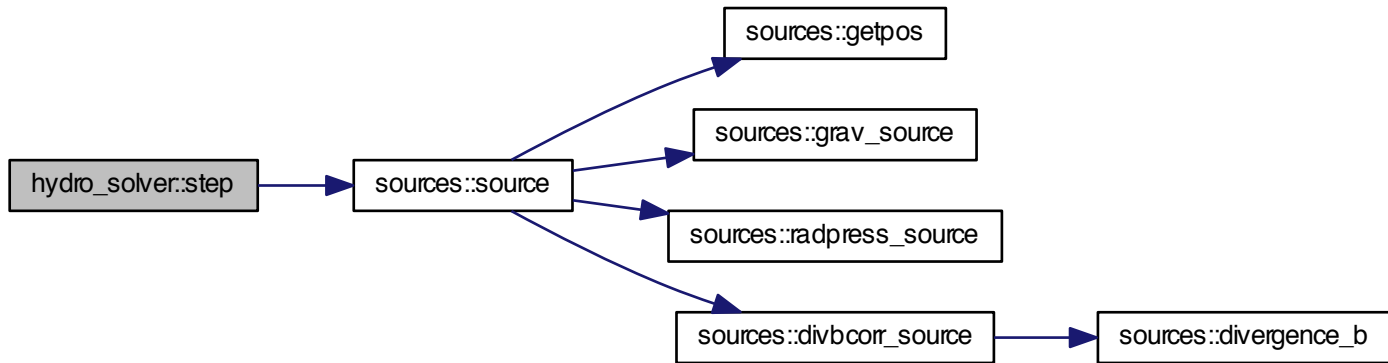 sources::getpos
sources::grav_source
hydro_solver::step
sources::source
sources::radpress_source
sources::divbcorr_source
sources::divergence_b